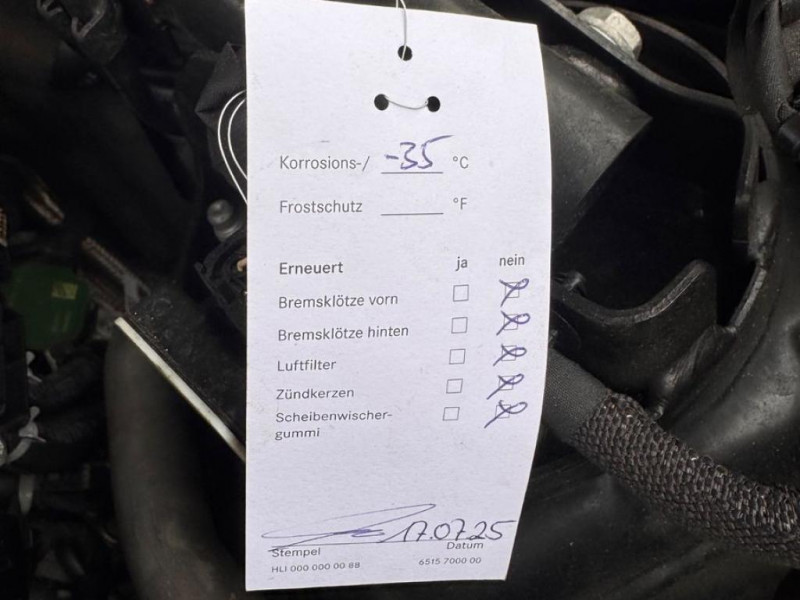 Korrosions-/ -35 °C
Frostschutz °F
Erneuert ja nein
Bremsklötze vorn
Bremsklötze hinten
Luftfilter
Zündkerzen
Scheibenwischer-
gummi
17.07.25
Stempel Datum
HLI 000 000 00 88 6515 7000 00